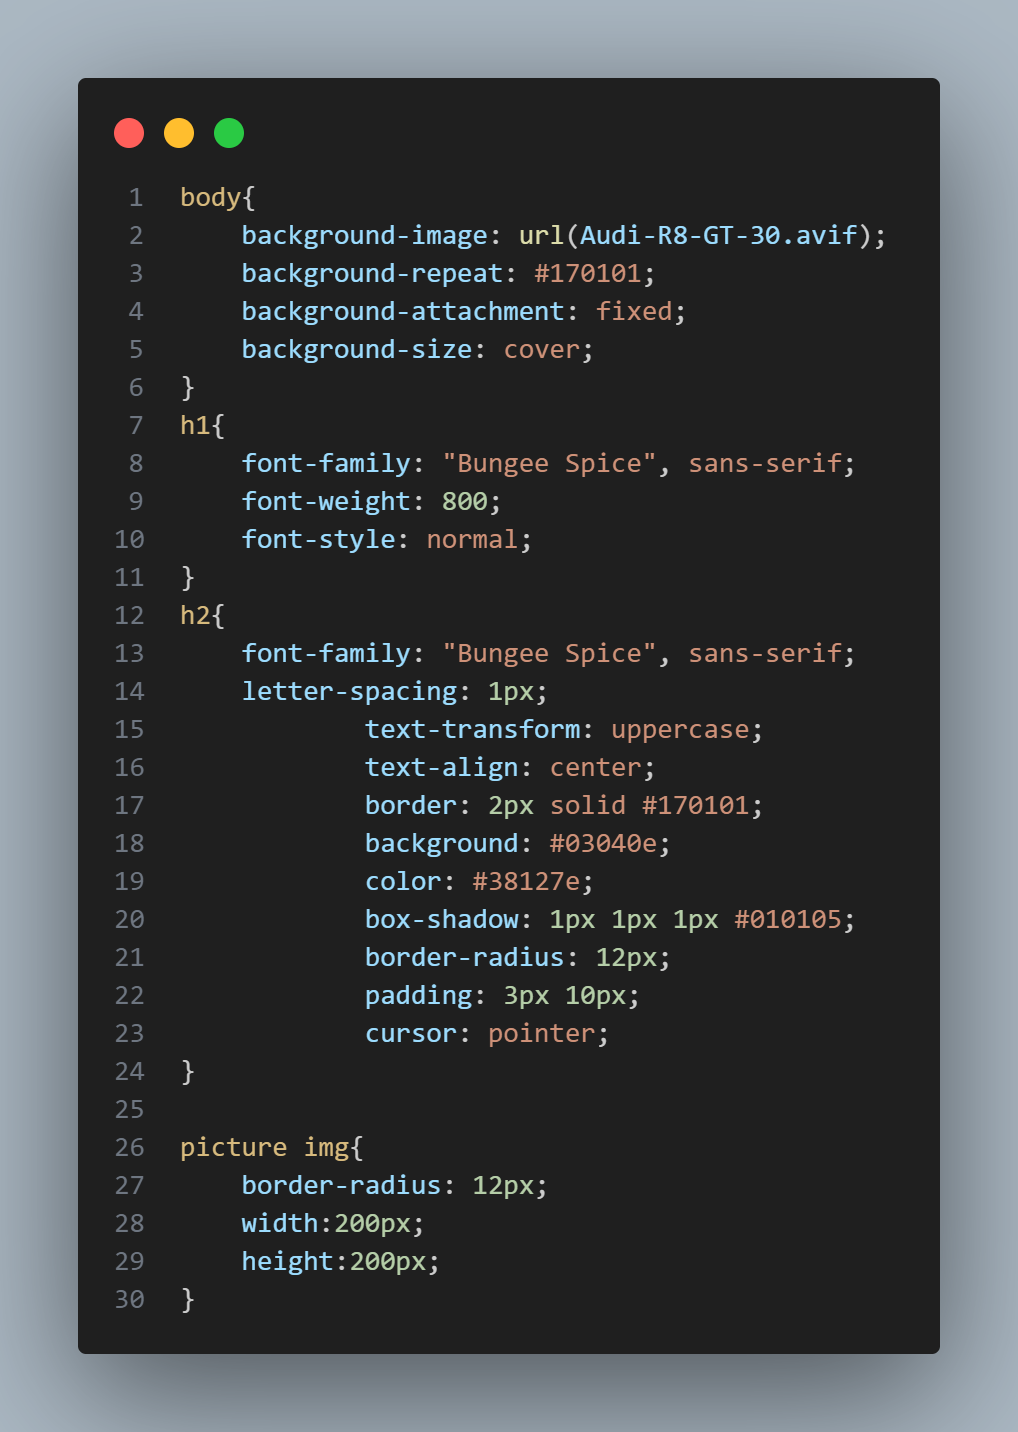 1 body{
2     background-image: url(Audi-R8-GT-30.avif);
3     background-repeat: #170101;
4     background-attachment: fixed;
5     background-size: cover;
6 }
7 h1{
8     font-family: "Bungee Spice", sans-serif;
9     font-weight: 800;
10     font-style: normal;
11 }
12 h2{
13     font-family: "Bungee Spice", sans-serif;
14     letter-spacing: 1px;
15             text-transform: uppercase;
16             text-align: center;
17             border: 2px solid #170101;
18             background: #03040e;
19             color: #38127e;
20             box-shadow: 1px 1px 1px #010105;
21             border-radius: 12px;
22             padding: 3px 10px;
23             cursor: pointer;
24 }
25
26 picture img{
27     border-radius: 12px;
28     width:200px;
29     height:200px;
30 }